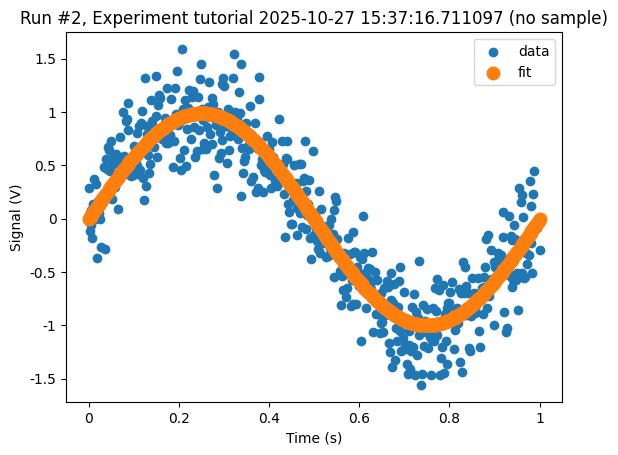 Run #2, Experiment tutorial 2025-10-27 15:37:16.711097 (no sample)
data
fit
1.5
1
0.5
0
-0.5
-1
-1.5
Signal (V)
0
0.2
0.4
0.6
0.8
1
Time (s)